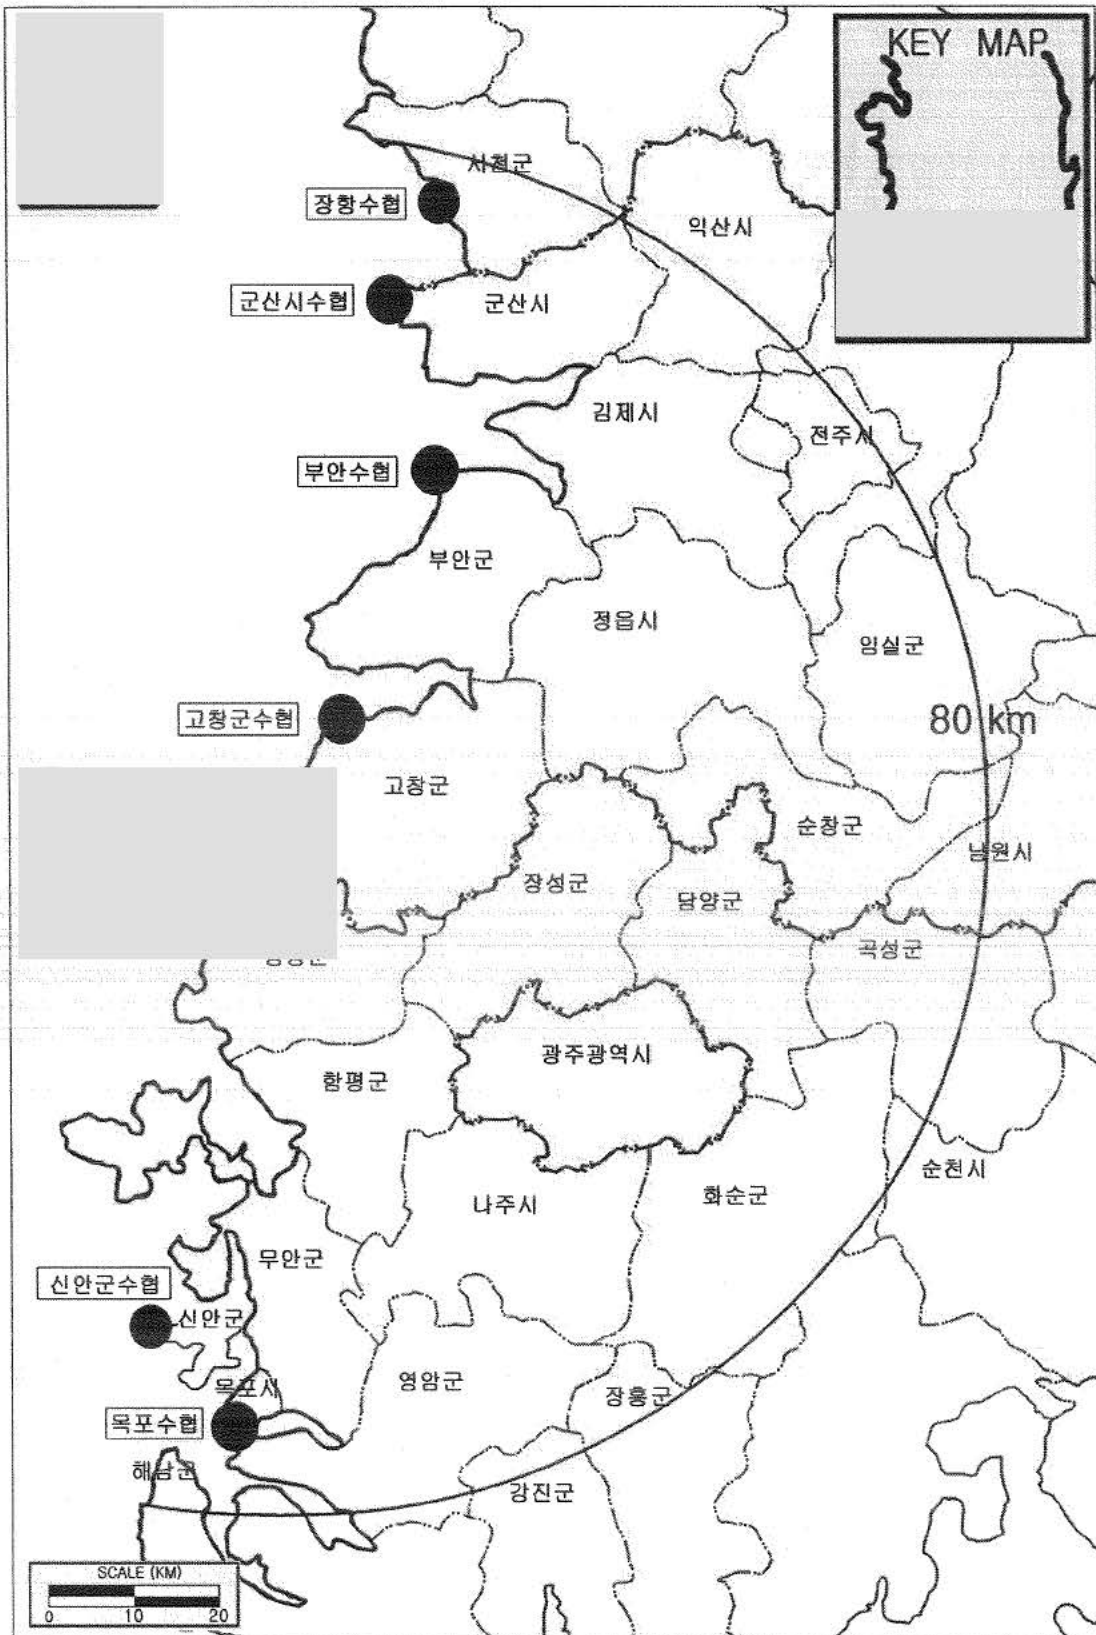 KEY MAP
서천군
장항수협
익산시
군산시수협
군산시
김제시
전주시
부안수협
부안군
정읍시
임실군
고창군수협
80 km
고창군
순창군
남원시
장성군
담양군
곡성군
광주광역시
함평군
순천시
화순군
나주시
무안군
신안군수협
신안군
영암군
목포시
장흥군
목포수협
해남군
강진군
SCALE (KM)
0 10 20